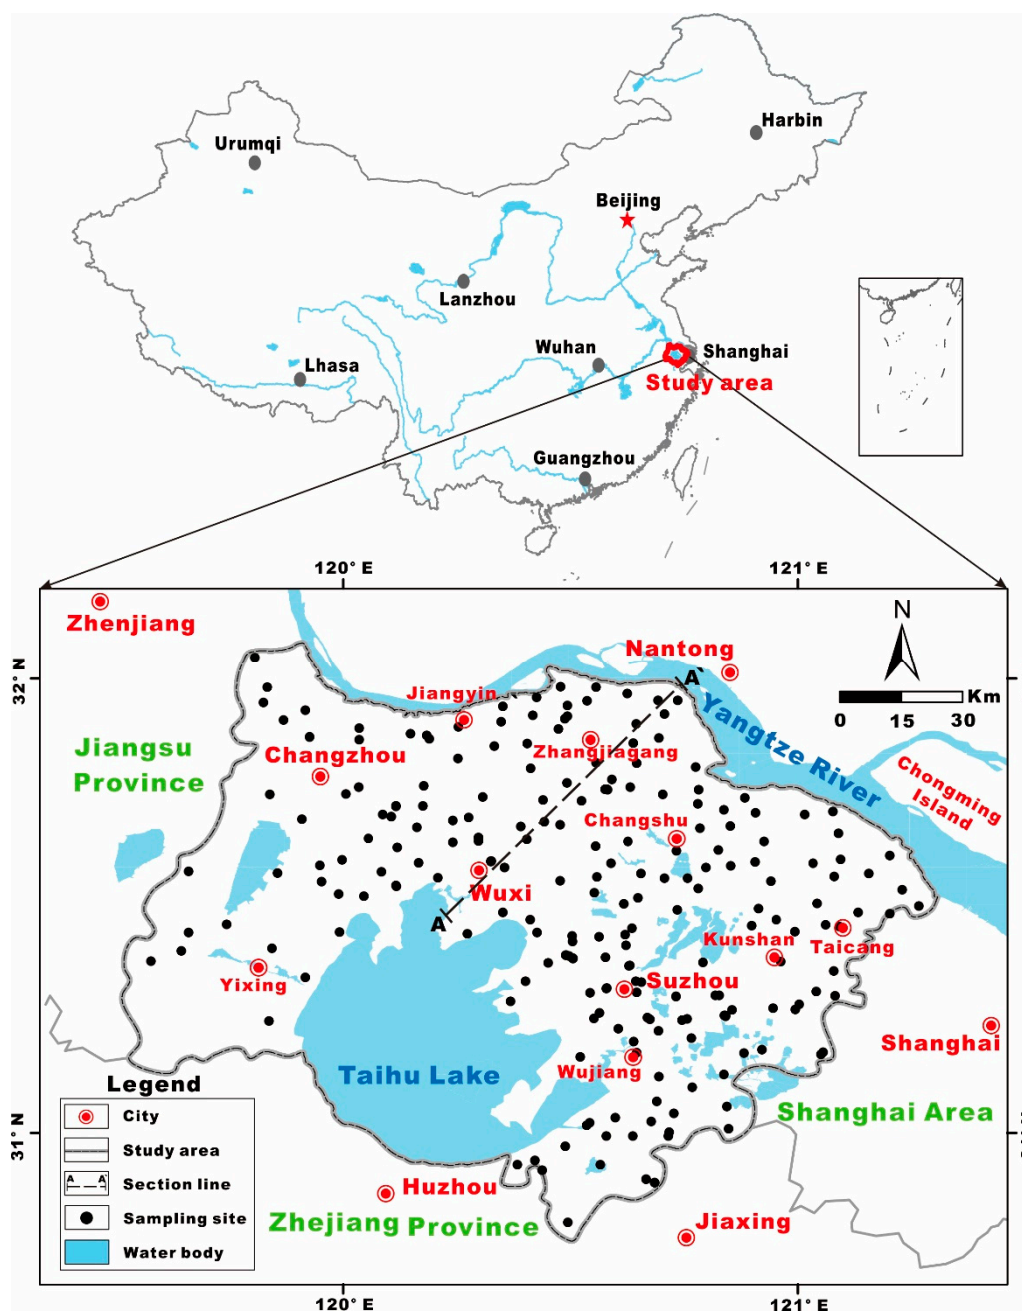 Harbin
Urumqi
Beijing
Lanzhou
Wuhan
Shanghai
Lhasa
Study area
Guangzhou
120° E
121° E
Zhenjiang
N
Nantong
32° N
A`
Jiangyin
Km
0 15 30
Yangtze River
Jiangsu
Province
Changzhou
Zhangjiagang
Chongming
Island
Changshu
Wuxi
A
Kunshan
Taicang
Yixing
Suzhou
Shanghai
Taihu Lake
Wujiang
Legend
Shanghai Area
City
31° N
Study area
A A`
Section line
Huzhou
Sampling site
Zhejiang Province
Jiaxing
Water body
120° E
121° E